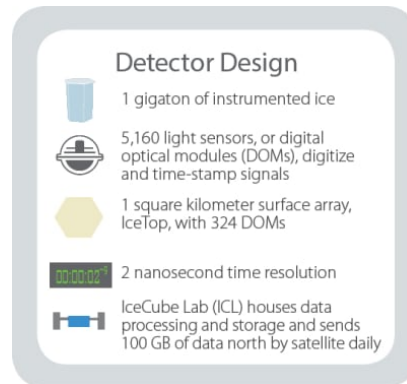 Detector Design
1 gigaton of instrumented ice
5,160 light sensors, or digital
optical modules (DOMs), digitize
and time-stamp signals
1 square kilometer surface array,
IceTop, with 324 DOMs
2 nanosecond time resolution
IceCube Lab (ICL) houses data
processing and storage and sends
100 GB of data north by satellite daily